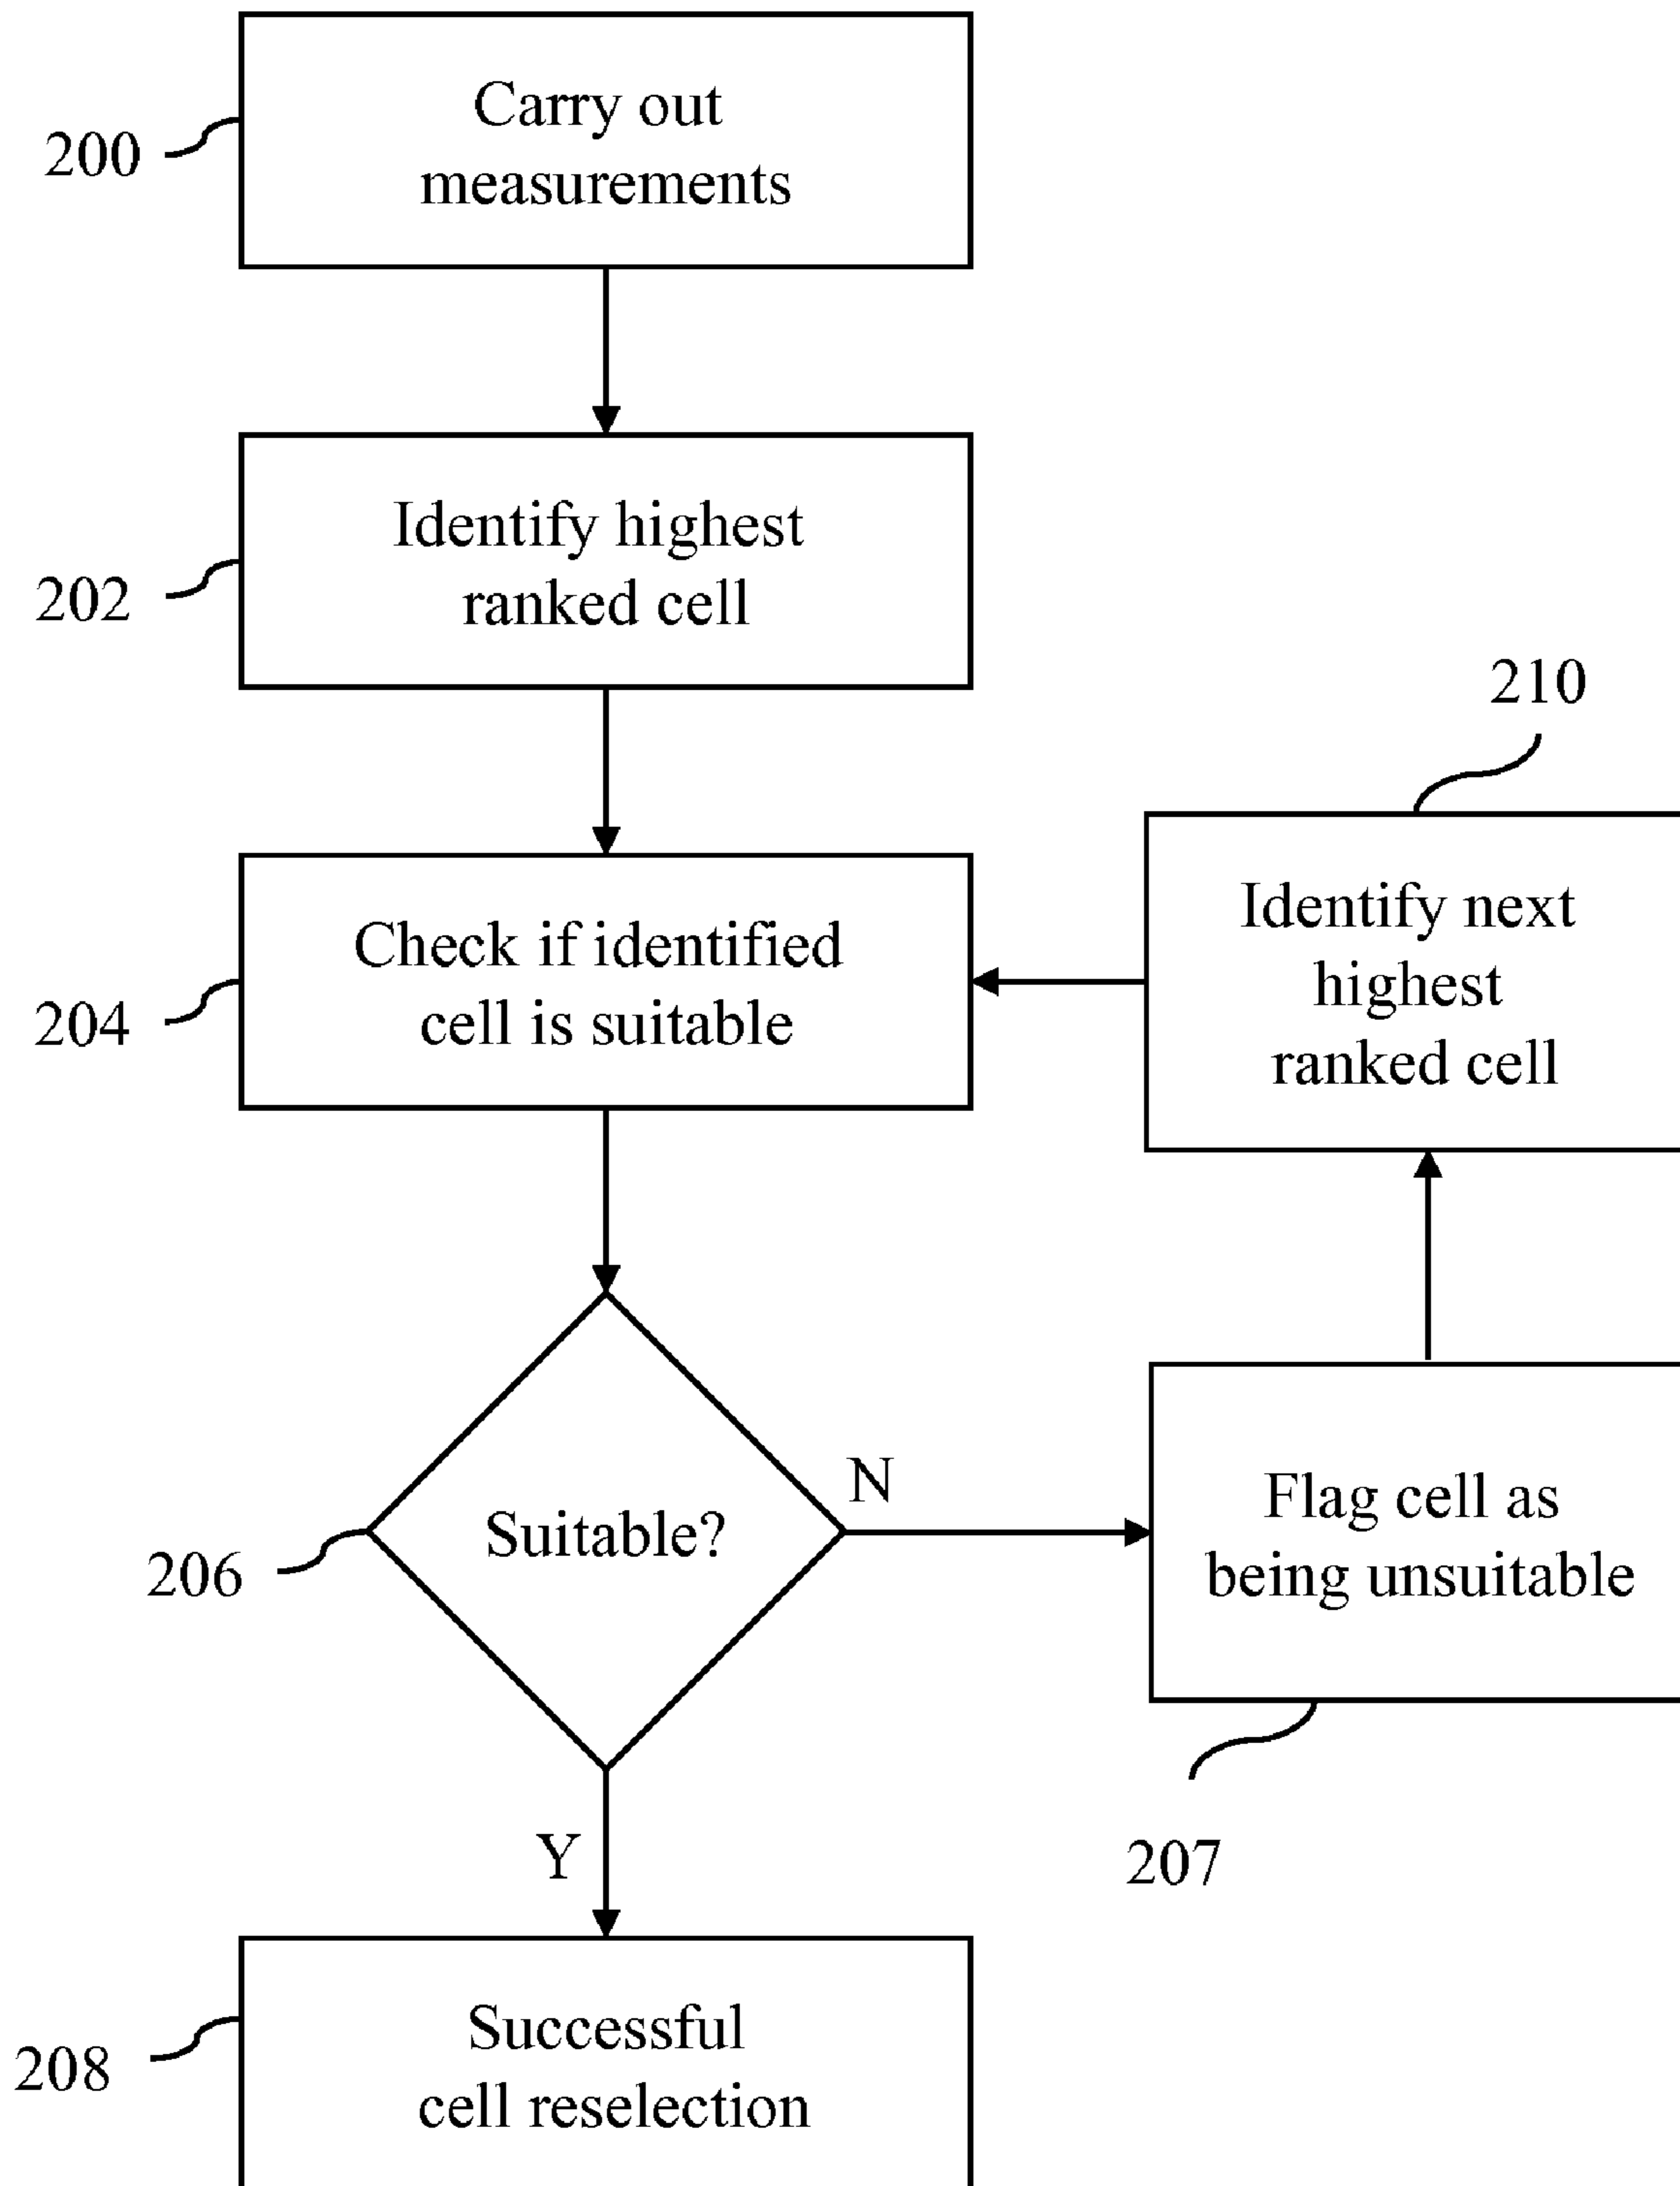 Carry out
measurements
200
Identify highest
ranked cell
202
210
Check if identified
cell is suitable
204
Identify next
highest
ranked cell
Suitable?
206
N
Flag cell as
being unsuitable
207
Y
Successful
cell reselection
208